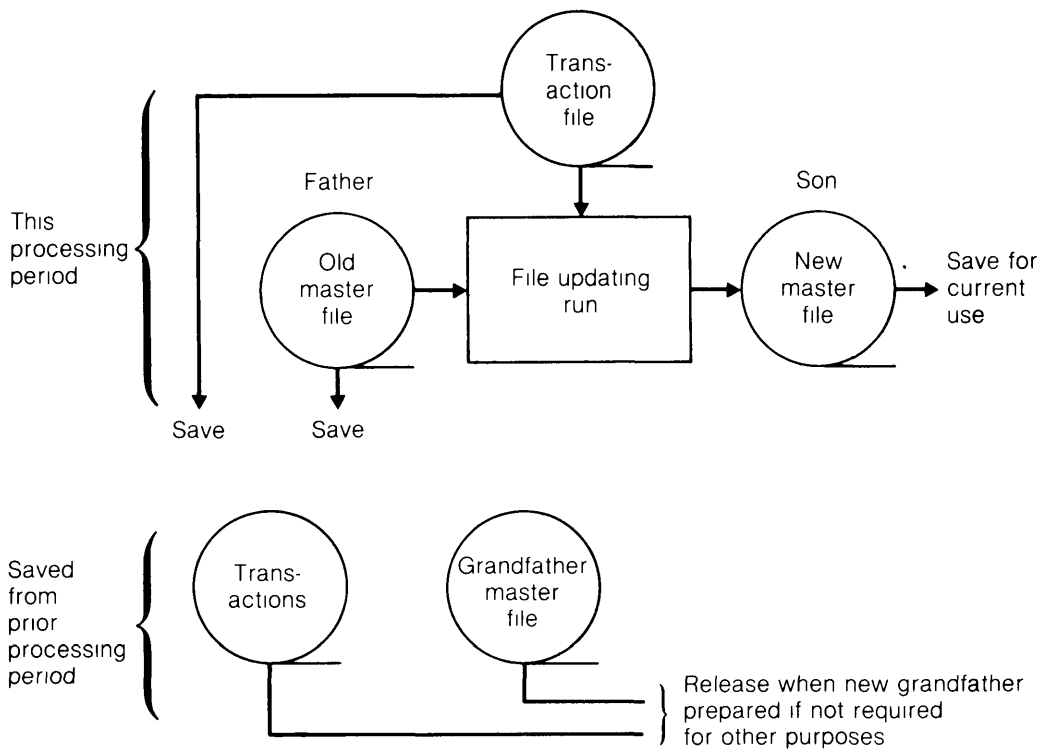 Trans-
action
file
Father
Son
This
processing
period
Old
master
file
File updating
run
New
master
file
Save for
current
use
Save
Save
Saved
from
prior
processing
period
Trans-
actions
Grandfather
master
file
Release when new grandfather
prepared if not required
for other purposes